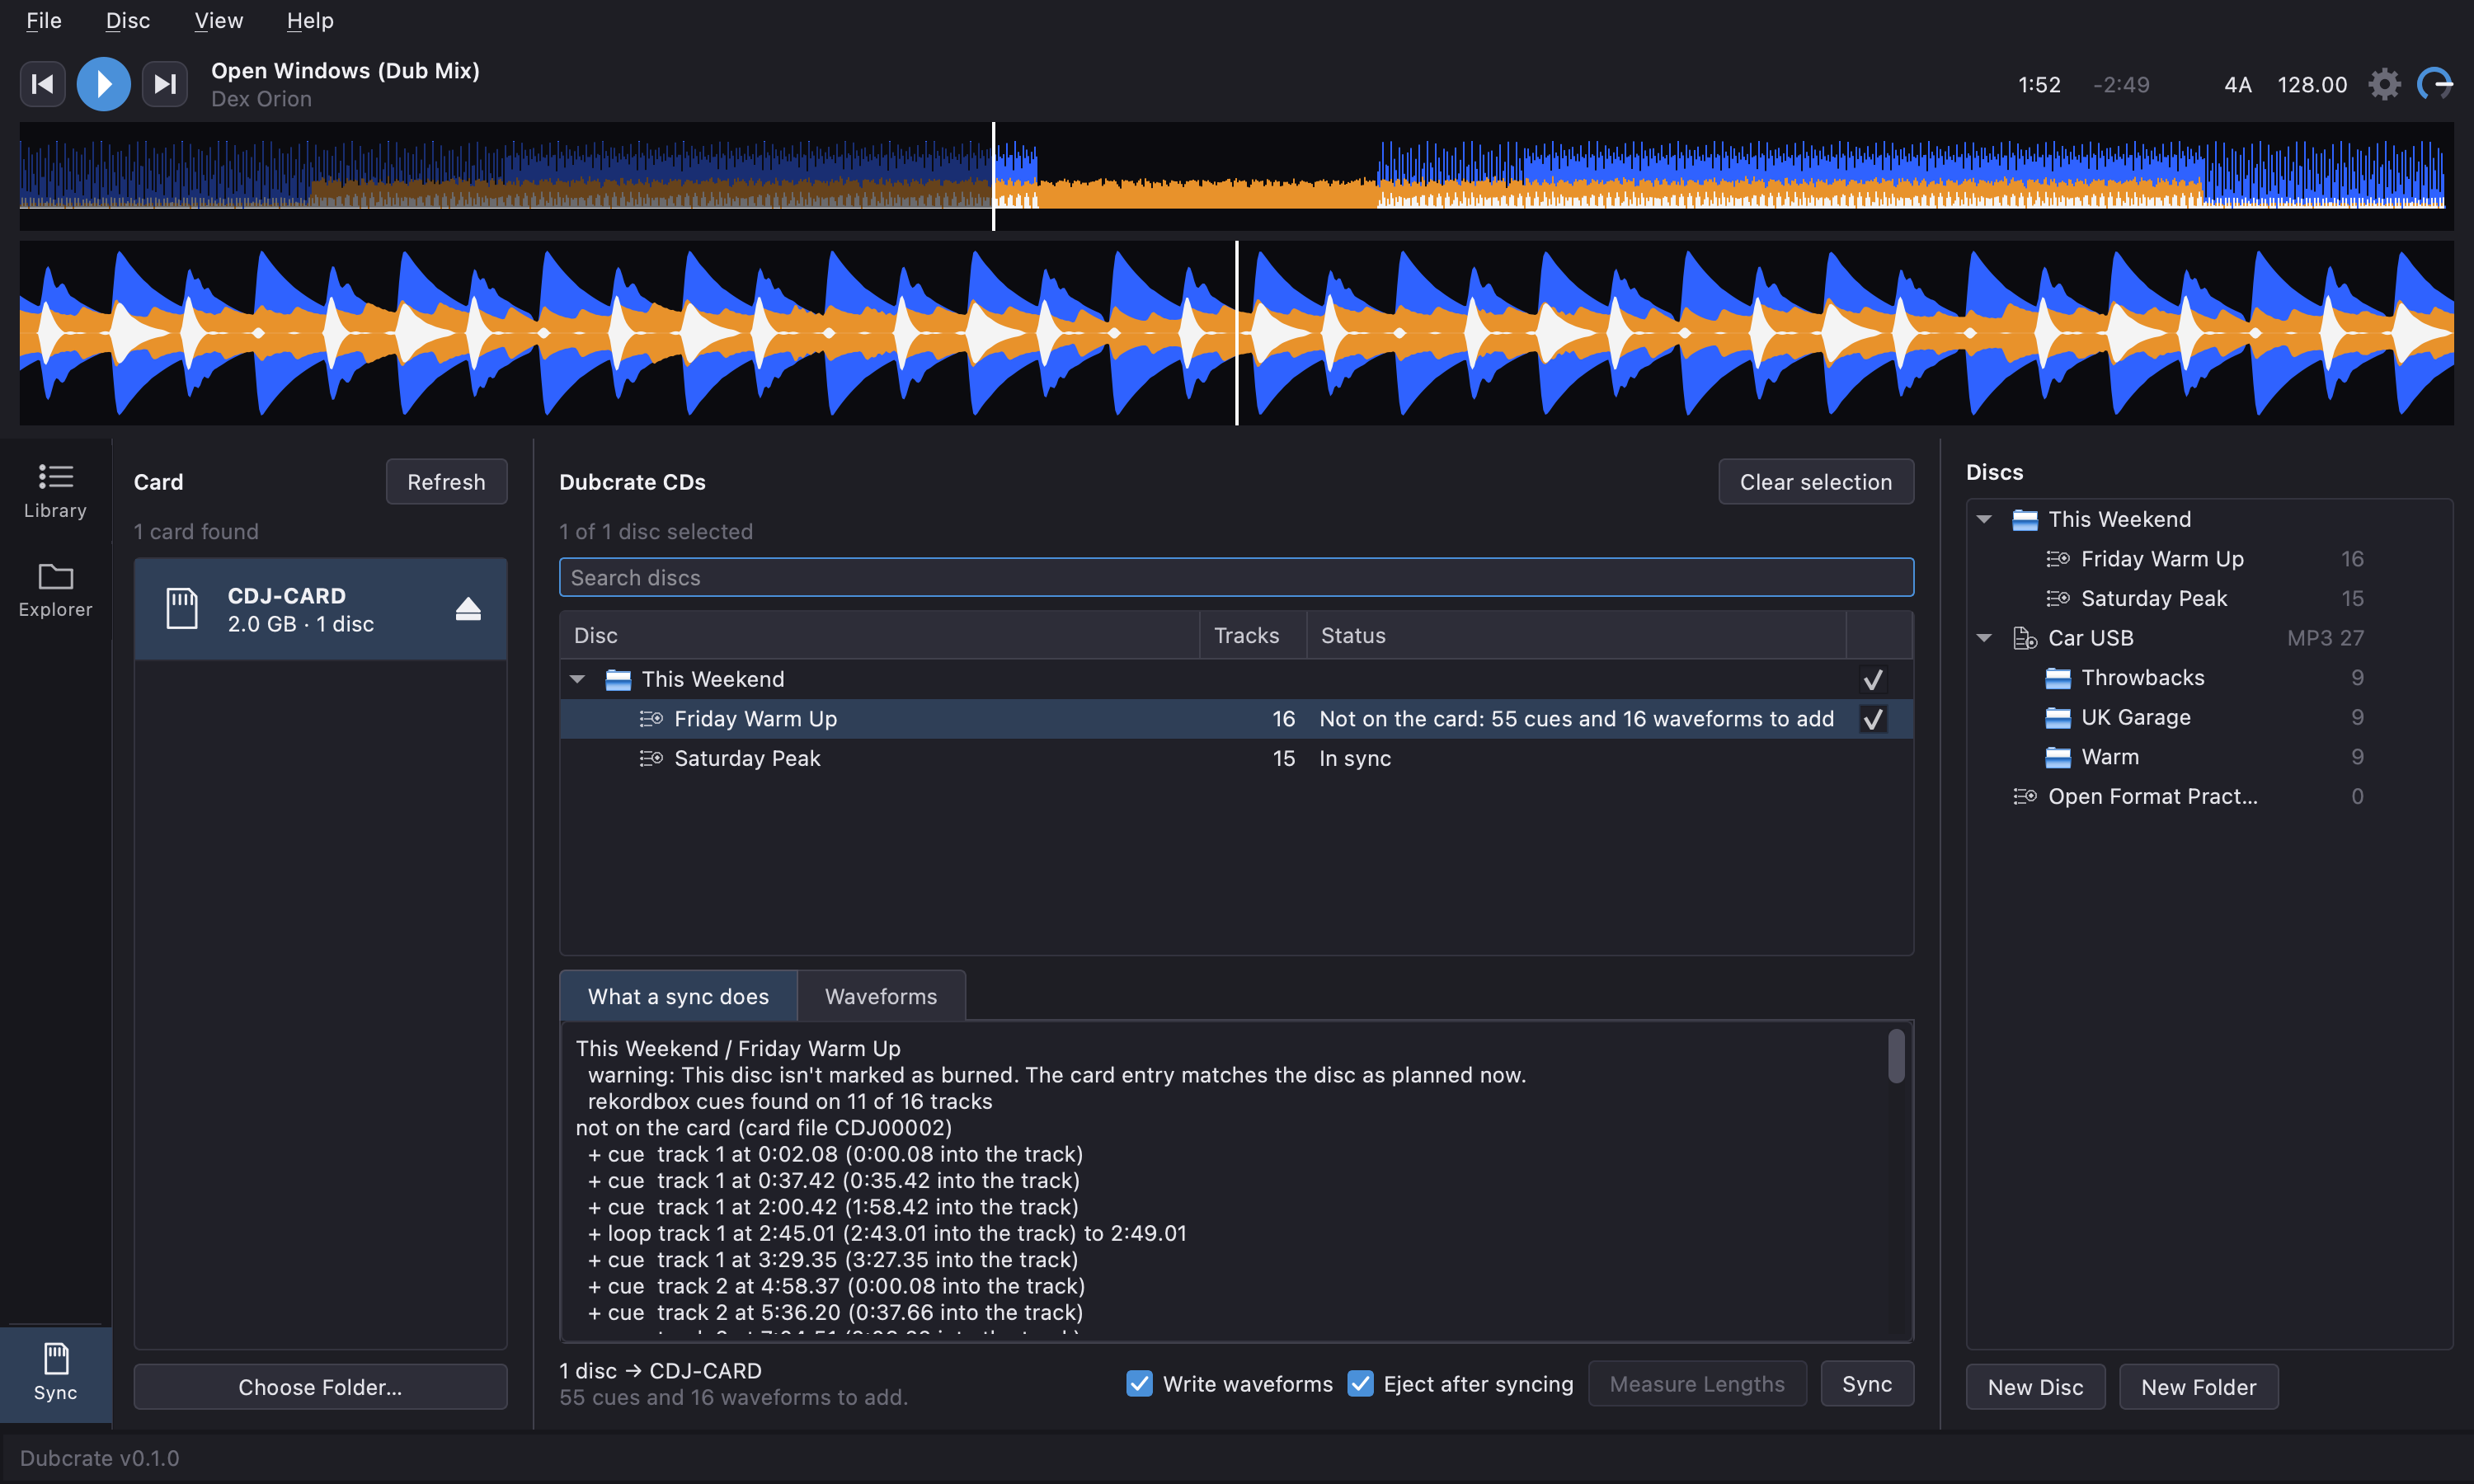 File Disc View Help
Open Windows (Dub Mix)
Dex Orion
1:52 -2:49 4A 128.00
Library
Explorer
Sync
Card Refresh
1 card found
CDJ-CARD
2.0 GB · 1 disc
Choose Folder...
Dubcrate CDs Clear selection
1 of 1 disc selected
Search discs
Disc Tracks Status
This Weekend
Friday Warm Up 16 Not on the card: 55 cues and 16 waveforms to add
Saturday Peak 15 In sync
What a sync does Waveforms
This Weekend / Friday Warm Up
warning: This disc isn't marked as burned. The card entry matches the disc as planned now.
rekordbox cues found on 11 of 16 tracks
not on the card (card file CDJ00002)
+ cue track 1 at 0:02.08 (0:00.08 into the track)
+ cue track 1 at 0:37.42 (0:35.42 into the track)
+ cue track 1 at 2:00.42 (1:58.42 into the track)
+ loop track 1 at 2:45.01 (2:43.01 into the track) to 2:49.01
+ cue track 1 at 3:29.35 (3:27.35 into the track)
+ cue track 2 at 4:58.37 (0:00.08 into the track)
+ cue track 2 at 5:36.20 (0:37.66 into the track)
1 disc → CDJ-CARD
55 cues and 16 waveforms to add.
Write waveforms Eject after syncing Measure Lengths Sync
Discs
This Weekend
Friday Warm Up 16
Saturday Peak 15
Car USB MP3 27
Throwbacks 9
UK Garage 9
Warm 9
Open Format Pract... 0
New Disc New Folder
Dubcrate v0.1.0